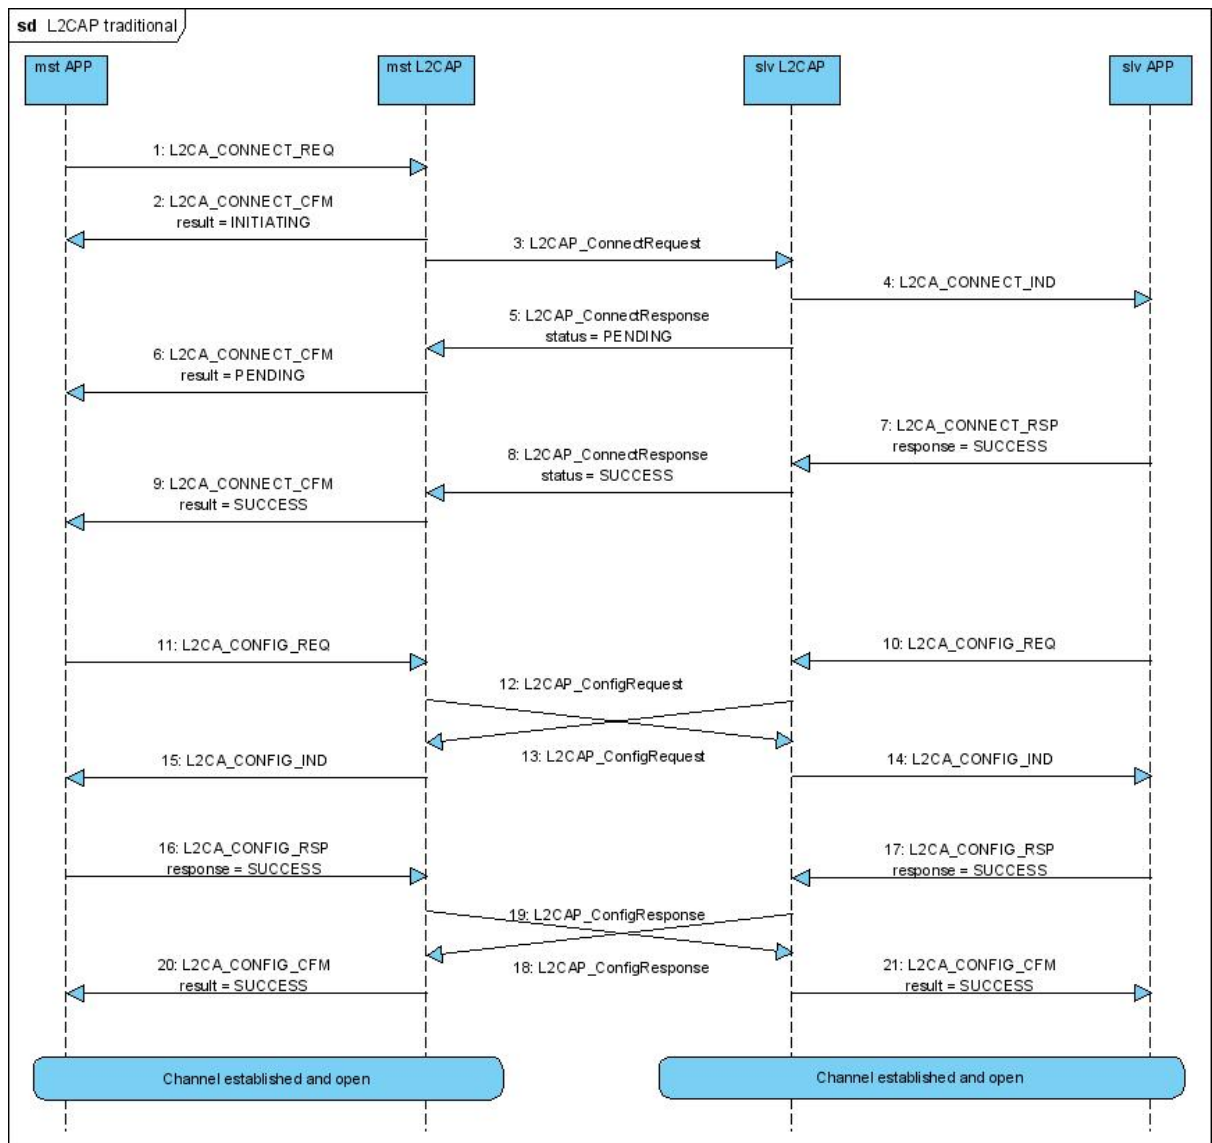 sd L2CAP traditional
mst APP
mst L2CAP
slv L2CAP
slv APP
1: L2CA_CONNECT_REQ
2: L2CA_CONNECT_CFM
result = INITIATING
3: L2CAP_ConnectRequest
4: L2CA_CONNECT_IND
5: L2CAP_ConnectResponse
status = PENDING
6: L2CA_CONNECT_CFM
result = PENDING
7: L2CA_CONNECT_RSP
response = SUCCESS
8: L2CAP_ConnectResponse
status = SUCCESS
9: L2CA_CONNECT_CFM
result = SUCCESS
11: L2CA_CONFIG_REQ
10: L2CA_CONFIG_REQ
12: L2CAP_ConfigRequest
13: L2CAP_ConfigRequest
15: L2CA_CONFIG_IND
14: L2CA_CONFIG_IND
16: L2CA_CONFIG_RSP
response = SUCCESS
17: L2CA_CONFIG_RSP
response = SUCCESS
19: L2CAP_ConfigResponse
18: L2CAP_ConfigResponse
20: L2CA_CONFIG_CFM
result = SUCCESS
21: L2CA_CONFIG_CFM
result = SUCCESS
Channel established and open
Channel established and open